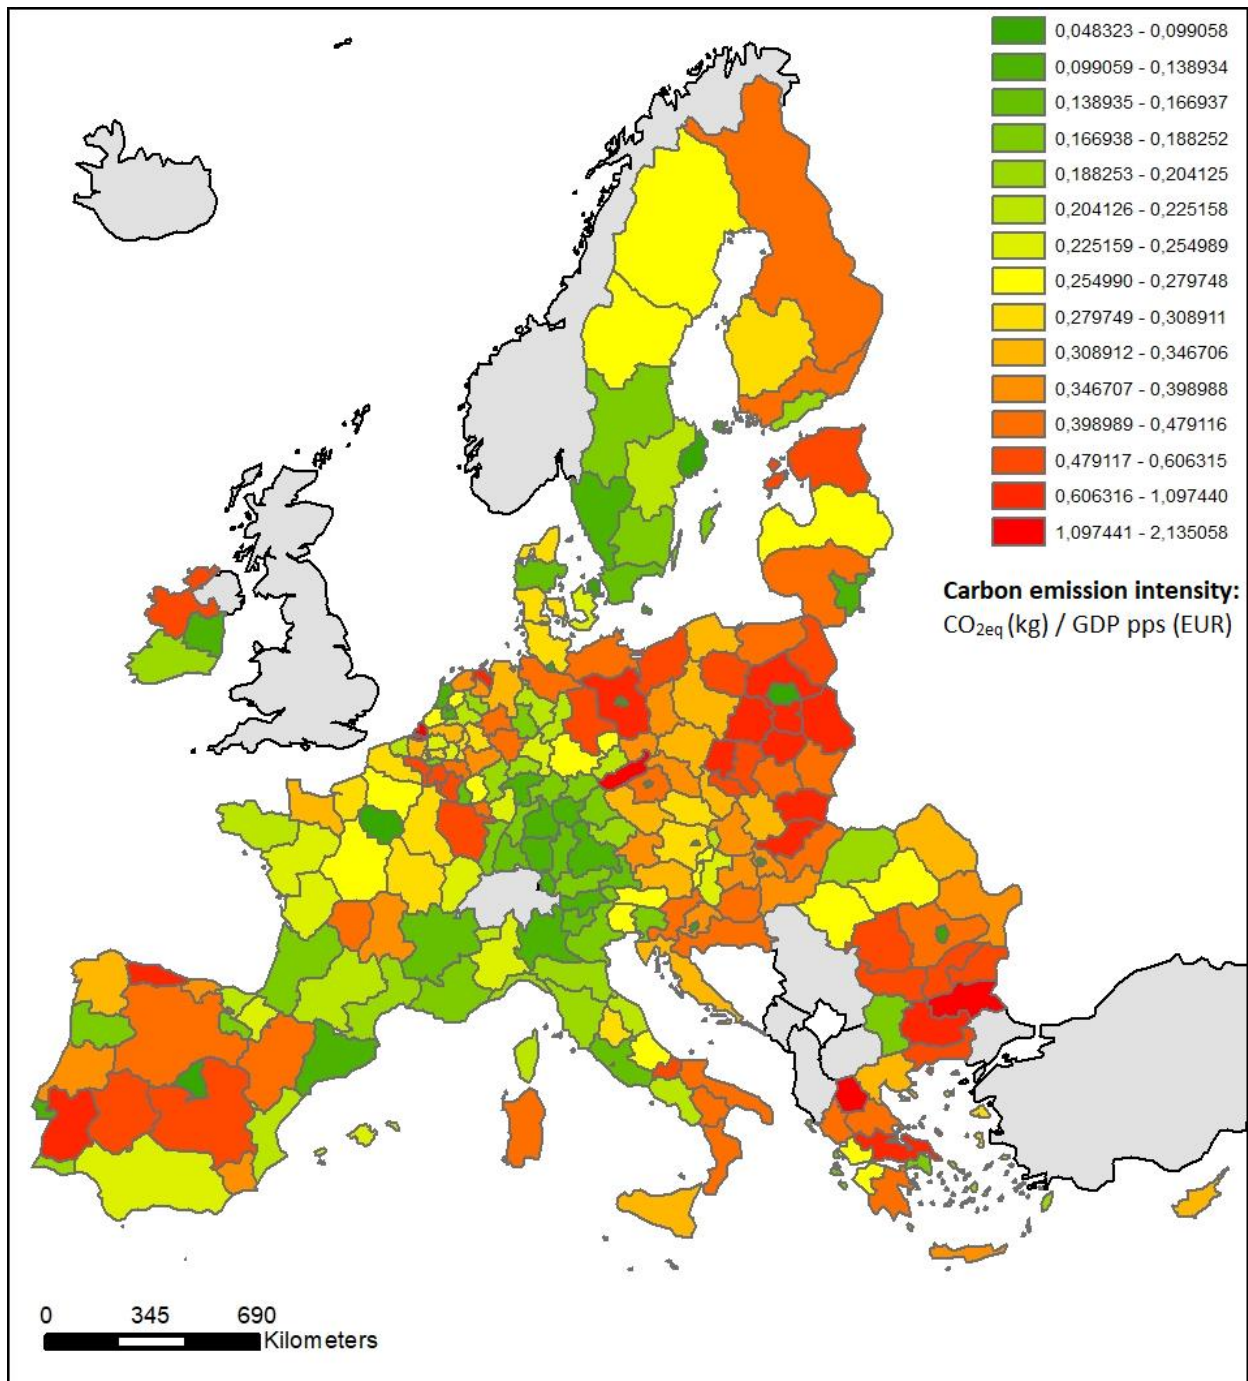 0,048323 - 0,099058
0,099059 - 0,138934
0,138935 - 0,166937
0,166938 - 0,188252
0,188253 - 0,204125
0,204126 - 0,225158
0,225159 - 0,254989
0,254990 - 0,279748
0,279749 - 0,308911
0,308912 - 0,346706
0,346707 - 0,398988
0,398989 - 0,479116
0,479117 - 0,606315
0,606316 - 1,097440
1,097441 - 2,135058
Carbon emission intensity:
CO₂eq (kg) / GDP pps (EUR)
0 345 690
Kilometers